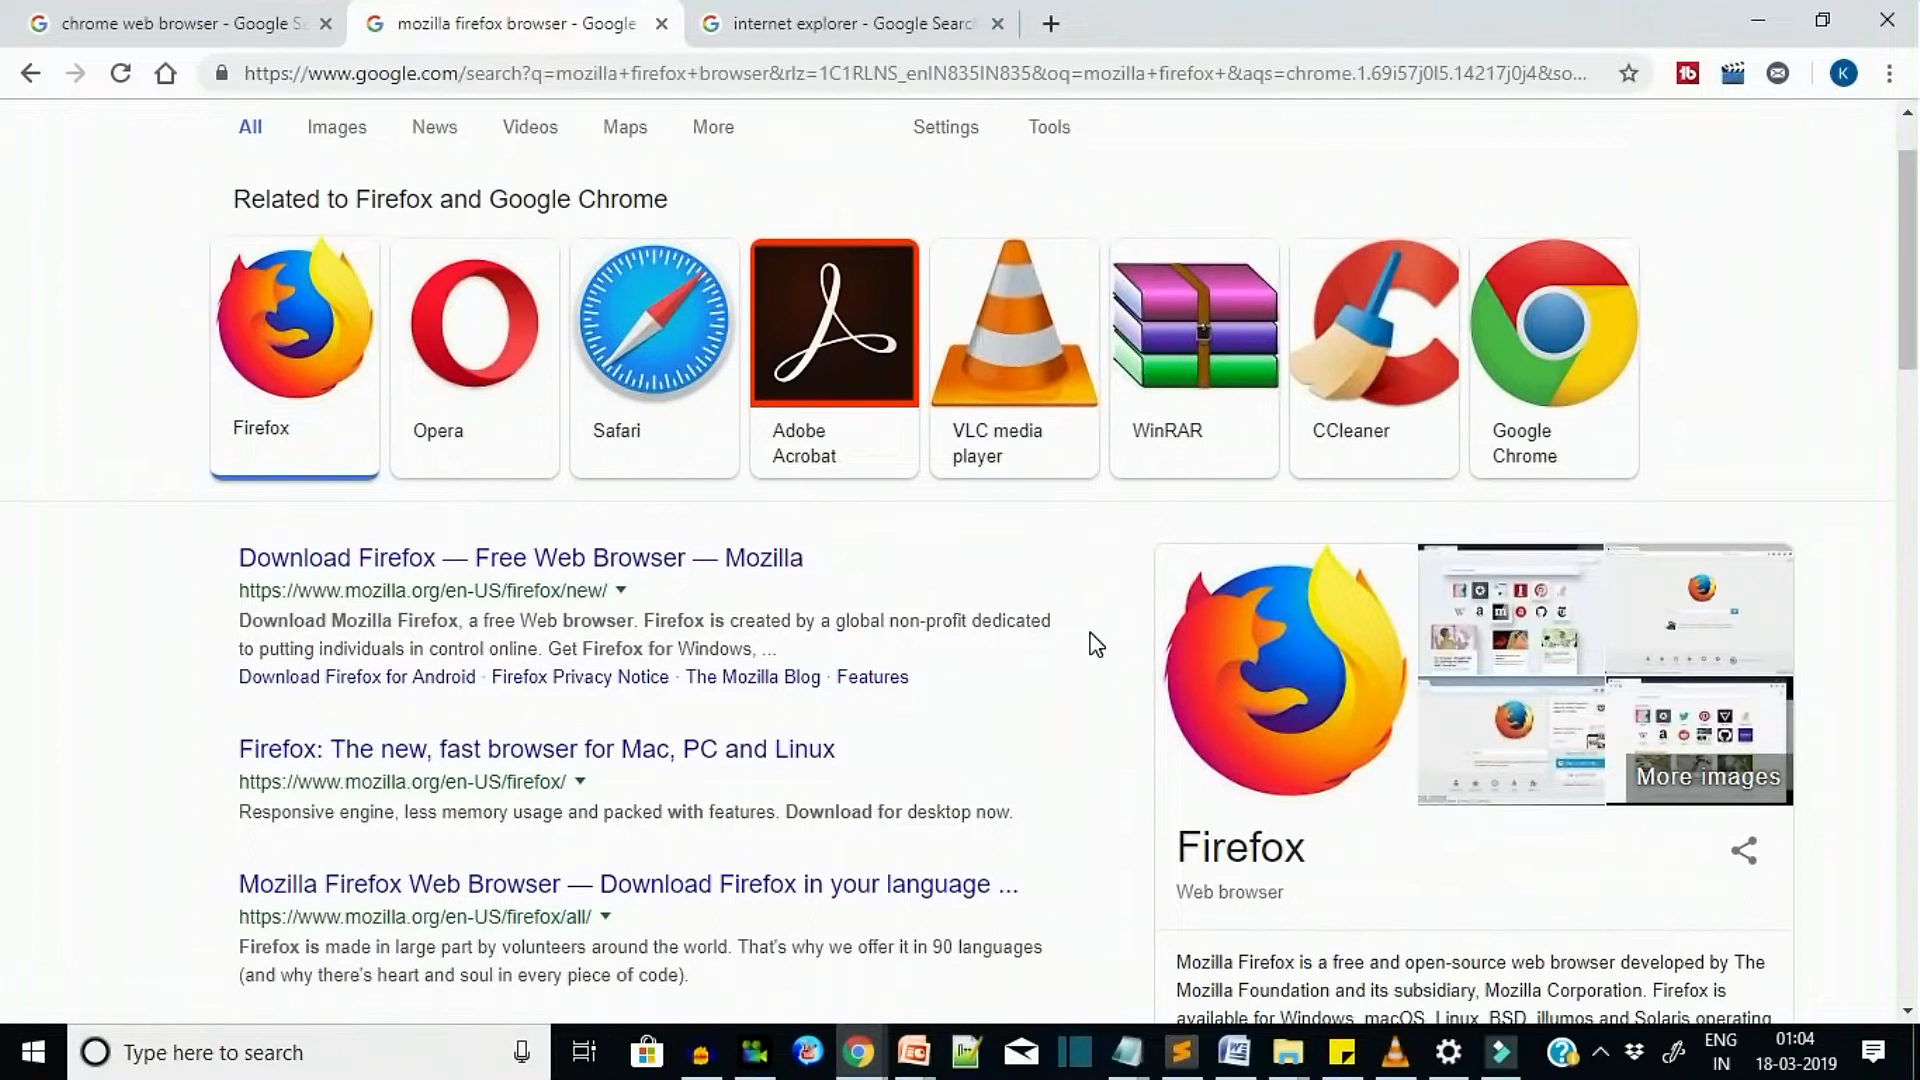 chrome web browser - Google S
mozilla firefox browser - Google
internet explorer - Google Searc
https://www.google.com/search?q=mozilla+firefox+browser&rlz=1C1RLNS_enIN835IN835&oq=mozilla+firefox+&aqs=chrome.1.69i57j0l5.14217j0j4&so...
K
All Images News Videos Maps More Settings Tools
Related to Firefox and Google Chrome
Firefox
Opera
Safari
Adobe
Acrobat
VLC media
player
WinRAR
CCleaner
Google
Chrome
Download Firefox — Free Web Browser — Mozilla
https://www.mozilla.org/en-US/firefox/new/
Download Mozilla Firefox, a free Web browser. Firefox is created by a global non-profit dedicated
to putting individuals in control online. Get Firefox for Windows, ...
Download Firefox for Android · Firefox Privacy Notice · The Mozilla Blog · Features
Firefox: The new, fast browser for Mac, PC and Linux
https://www.mozilla.org/en-US/firefox/
Responsive engine, less memory usage and packed with features. Download for desktop now.
Mozilla Firefox Web Browser — Download Firefox in your language ...
https://www.mozilla.org/en-US/firefox/all/
Firefox is made in large part by volunteers around the world. That's why we offer it in 90 languages
(and why there's heart and soul in every piece of code).
More images
Firefox
Web browser
Mozilla Firefox is a free and open-source web browser developed by The
Mozilla Foundation and its subsidiary, Mozilla Corporation. Firefox is
available for Windows, macOS, Linux, BSD, illumos and Solaris operating
Type here to search
ENG
IN
01:04
18-03-2019